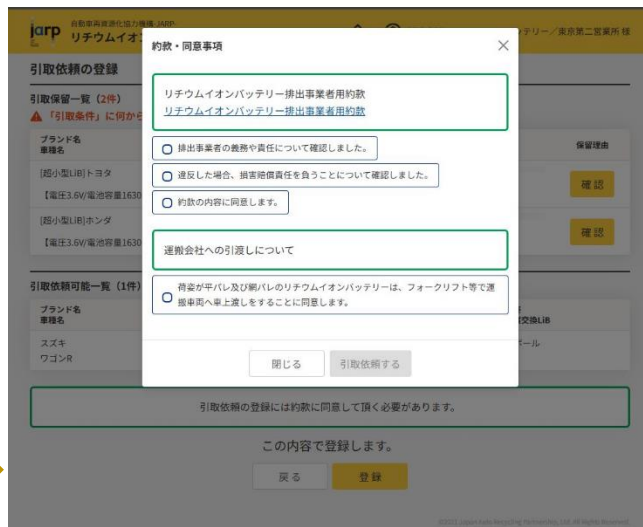 jarp
自動車再資源化協力機構-JARP-
リチウムイオ
テリー／東京第二営業所 様
引取依頼の登録
約款・同意事項
引取保留一覧（2件）
「引取条件」に何から
リチウムイオンバッテリー排出事業者用約款
リチウムイオンバッテリー排出事業者用約款
ブランド名
車種名
保留理由
排出事業者の義務や責任について確認しました。
[超小型LiB]トヨタ
【電圧3.6V/電池容量1630
違反した場合、損害賠償責任を負うことについて確認しました。
確認
約款の内容に同意します。
[超小型LiB]ホンダ
【電圧3.6V/電池容量1630
確認
運搬会社への引渡しについて
引取依頼可能一覧（1件）
荷姿が平パレ及び網パレのリチウムイオンバッテリーは、フォークリフト等で運
搬車両へ車上渡しをすることに同意します。
ブランド名
車種名
交換LiB
スズキ
ワゴンR
ール
閉じる
引取依頼する
引取依頼の登録には約款に同意して頂く必要があります。
この内容で登録します。
戻る
登録